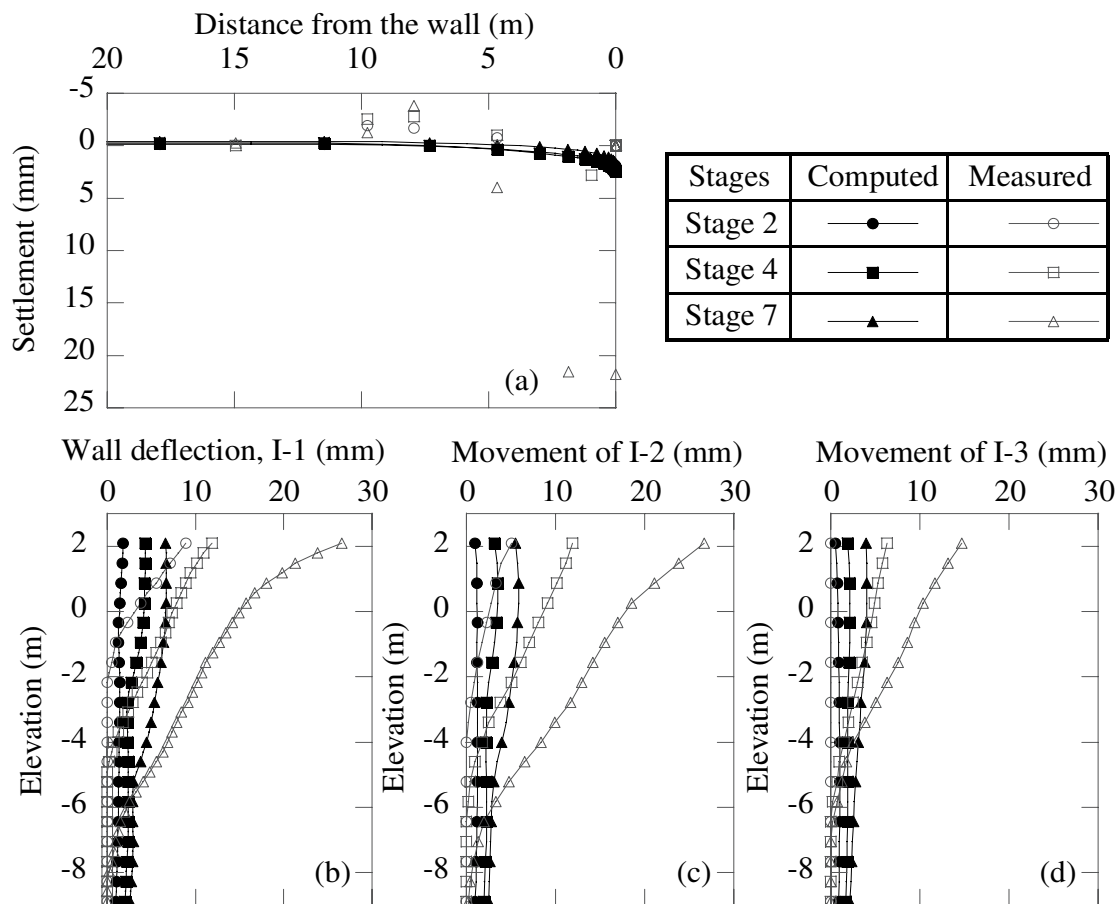 Distance from the wall (m)
20 15 10 5 0
-5
0
5
10
15
20
25
Settlement (mm)
(a)
Stages Computed Measured
Stage 2
Stage 4
Stage 7
Wall deflection, I-1 (mm)
0 10 20 30
2
0
-2
-4
-6
-8
Elevation (m)
(b)
Movement of I-2 (mm)
0 10 20 30
2
0
-2
-4
-6
-8
Elevation (m)
(c)
Movement of I-3 (mm)
0 10 20 30
2
0
-2
-4
-6
-8
Elevation (m)
(d)